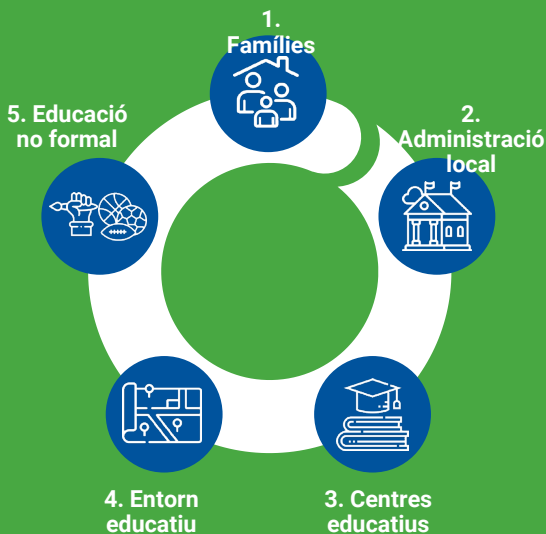 1.
Famílies
2.
Administració
local
3. Centres
educatius
4. Entorn
educatiu
5. Educació
no formal